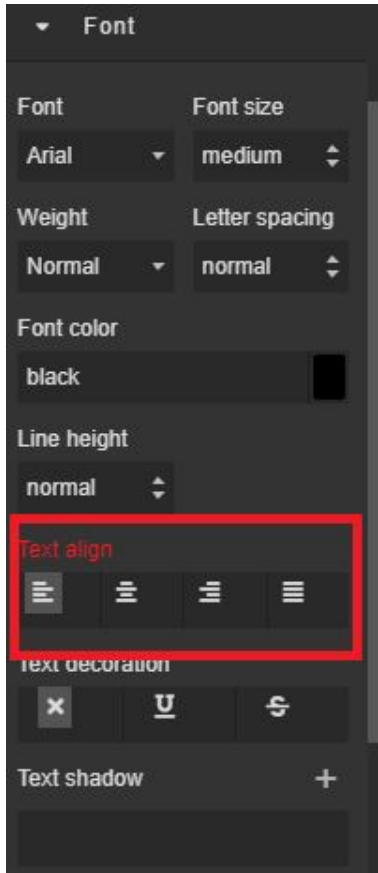 Font
Font Font size
Arial medium
Weight Letter spacing
Normal normal
Font color
black
Line height
normal
Text align
Text decoration
Text shadow